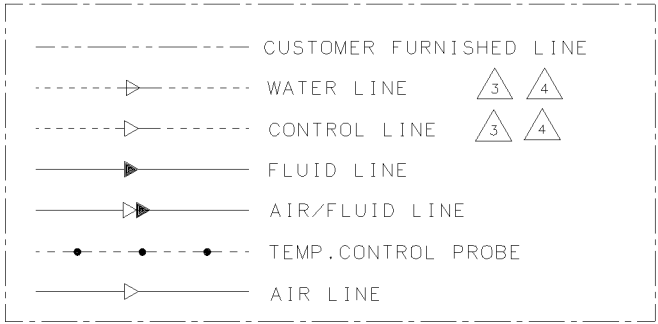 CUSTOMER FURNISHED LINE
WATER LINE 3 4
CONTROL LINE 3 4
FLUID LINE
AIR/FLUID LINE
TEMP.CONTROL PROBE
AIR LINE